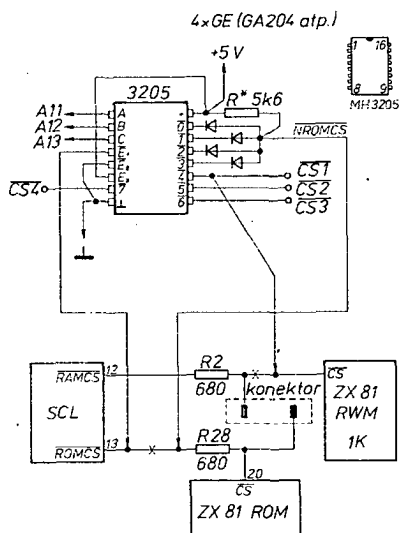 4×GE (GA204 atp.)
+5V
3205
R* 5k6
1 16
8 9
MH3205
A11
A12
A13
A
B
C
E
E
E
7
⊥
+
0
1
2
3
4
5
6
NROMCS
CS4
CS1
CS2
CS3
SCL
RAMCS 12
ROMCS 13
R2
680
× konektor
×
R28
680
CS
ZX 81
RWM
1K
20
CS
ZX 81 ROM